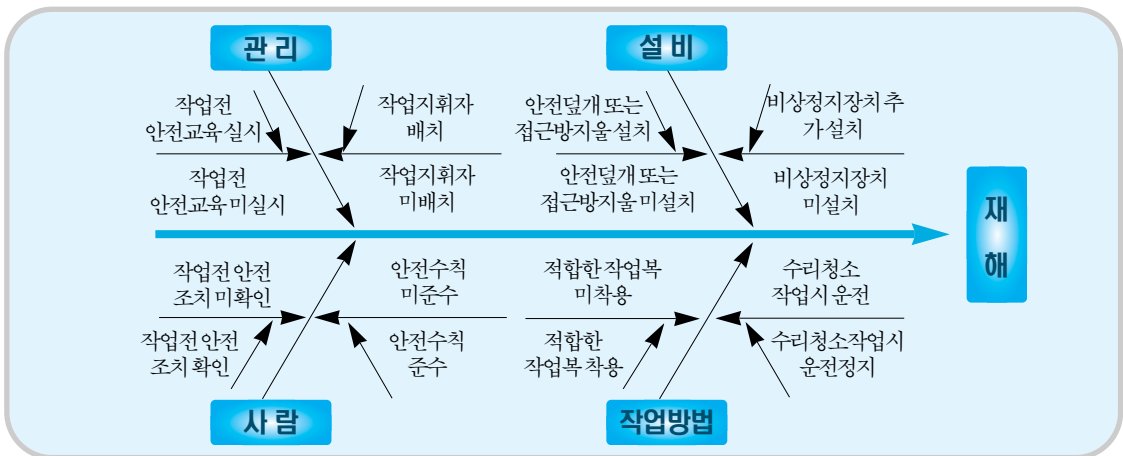 관 리
설 비
작업전
안전교육 실시
작업지휘자
배치
안전덮개 또는
접근방지울 설치
비상정지장치 추
가 설치
작업전
안전교육 미실시
작업지휘자
미배치
안전덮개 또는
접근방지울 미설치
비상정지장치
미설치
재
해
작업전 안전
조치 미확인
안전수칙
미준수
적합한 작업복
미착용
수리청소
작업시 운전
작업전 안전
조치 확인
안전수칙
준수
적합한
작업복 착용
수리청소작업시
운전정지
사 람
작업방법